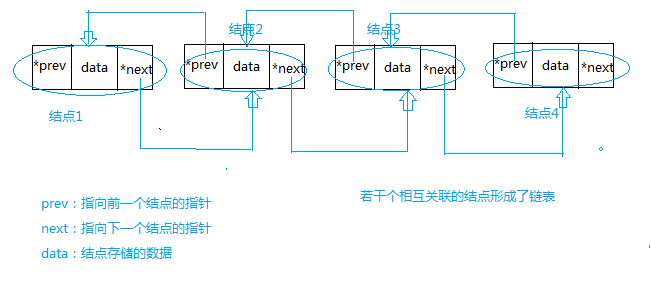 结点2
结点3
*prev data *next
*prev data *next
*prev data *next
*prev data *next
结点1
结点4
prev：指向前一个结点的指针
若干个相互关联的结点形成了链表
next：指向下一个结点的指针
data：结点存储的数据